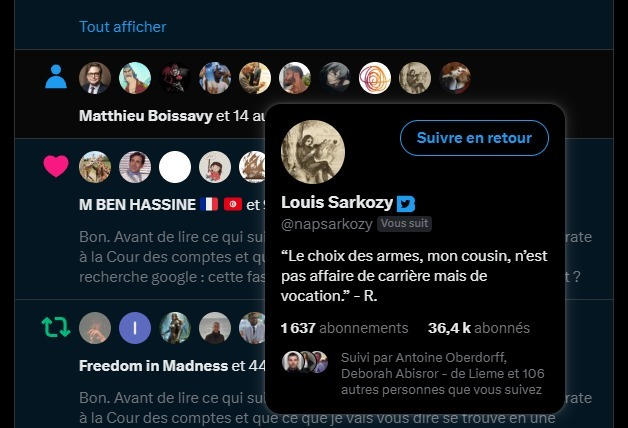 Tout afficher
Matthieu Boissavy et 14 au
Suivre en retour
Louis Sarkozy
@napsarkozy Vous suit
“Le choix des armes, mon cousin, n’est
pas affaire de carrière mais de
vocation.” - R.
1 637 abonnements 36,4 k abonnés
Suivi par Antoine Oberdorff,
Deborah Abisror - de Lieme et 106
autres personnes que vous suivez
M BEN HASSINE 🇫🇷 🇹🇳 et
Bon. Avant de lire ce qui sui rate
à la Cour des comptes et que
recherche google : cette fas t ?
I
Freedom in Madness et 44
Bon. Avant de lire ce qui sui rate
à la Cour des comptes et que ce que je vais vous dire se trouve en une